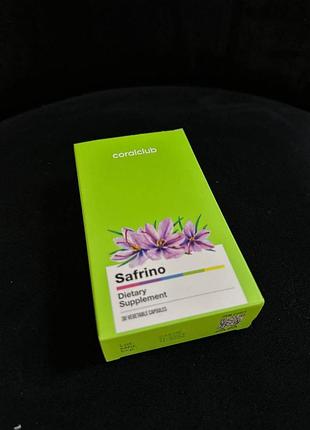 coralclub
Safrino
Dietary
Supplement
30 VEGETABLE CAPSULES